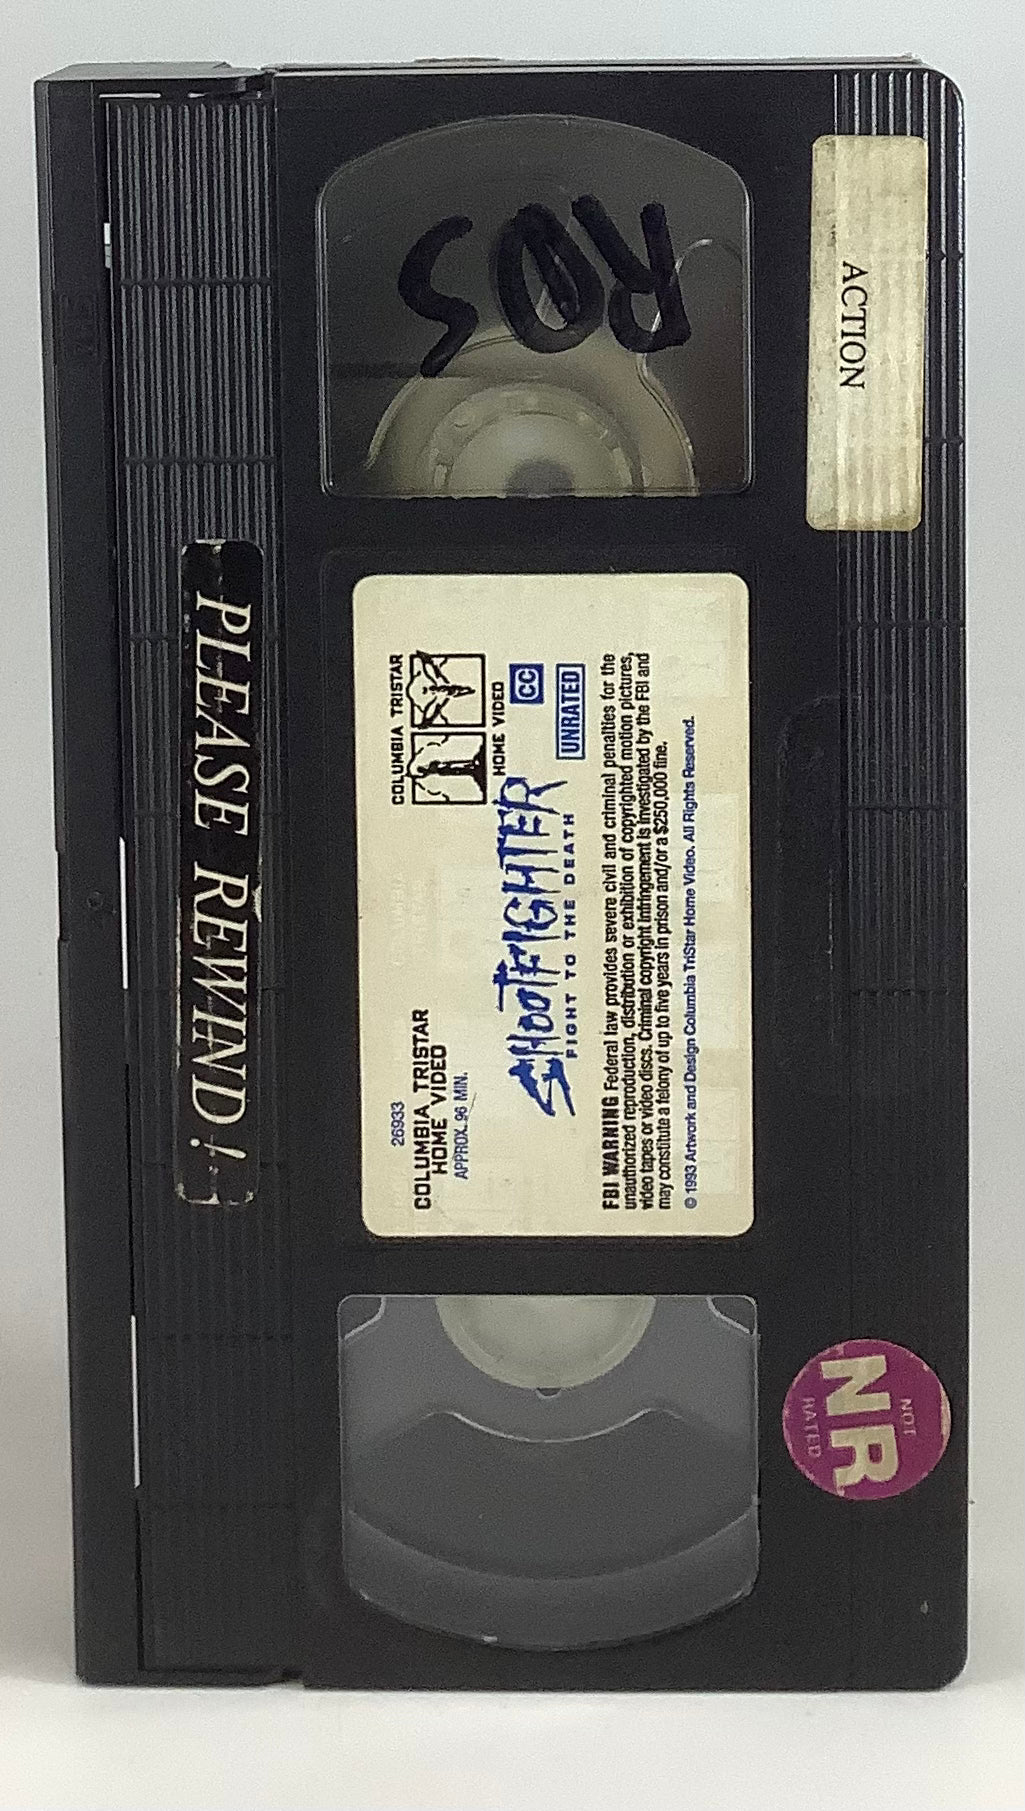 ROS
ACTION
PLEASE REWIND !
26933
COLUMBIA TRISTAR
HOME VIDEO
APPROX. 96 MIN.
COLUMBIA TRISTAR
HOME VIDEO
SHOOTFIGHTER
FIGHT TO THE DEATH
CC
UNRATED
FBI WARNING Federal law provides severe civil and criminal penalties for the
unauthorized reproduction, distribution or exhibition of copyrighted motion pictures,
video tapes or video discs. Criminal copyright infringement is investigated by the FBI and
may constitute a felony of up to five years in prison and/or a $250,000 fine.
© 1993 Artwork and Design Columbia TriStar Home Video. All Rights Reserved.
NOT
NR
RATED